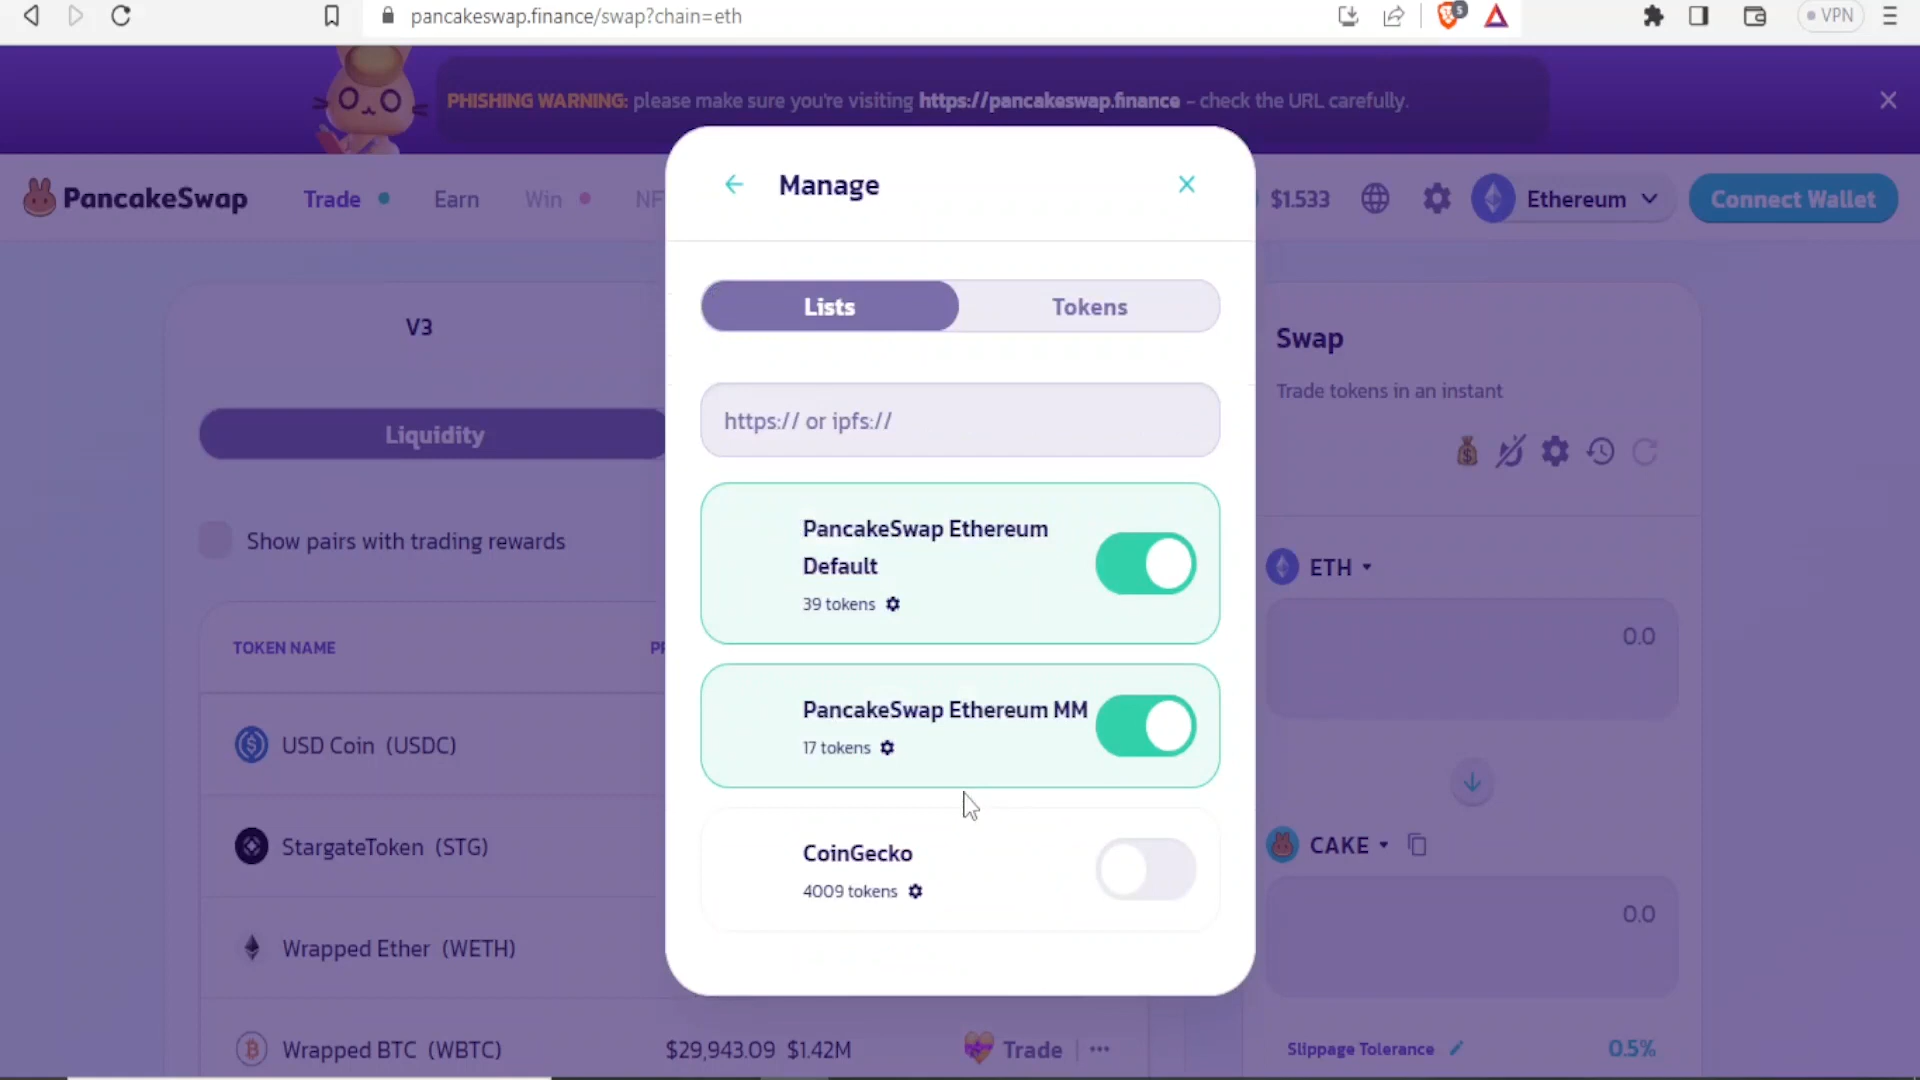 pancakeswap.finance/swap?chain=eth
5
VPN
PHISHING WARNING: please make sure you're visiting https://pancakeswap.finance - check the URL carefully.
PancakeSwap
Trade
Earn
Win
NF
$1.533
Ethereum
Connect Wallet
Manage
Lists
Tokens
https:// or ipfs://
PancakeSwap Ethereum
Default
39 tokens
PancakeSwap Ethereum MM
17 tokens
CoinGecko
4009 tokens
V3
Liquidity
Show pairs with trading rewards
TOKEN NAME
PR
USD Coin (USDC)
StargateToken (STG)
Wrapped Ether (WETH)
Wrapped BTC (WBTC)
$29,943.09 $1.42M
Trade
Swap
Trade tokens in an instant
ETH
0.0
CAKE
0.0
Slippage Tolerance
0.5%